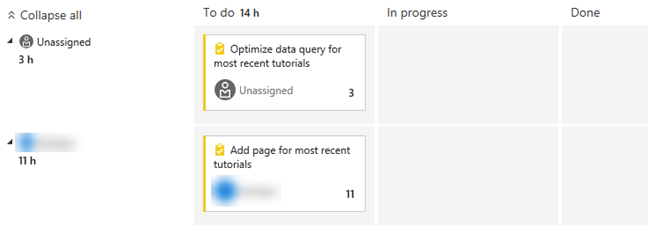 Collapse all
To do 14 h
In progress
Done
Unassigned
3 h
Optimize data query for
most recent tutorials
Unassigned
3
11 h
Add page for most recent
tutorials
11